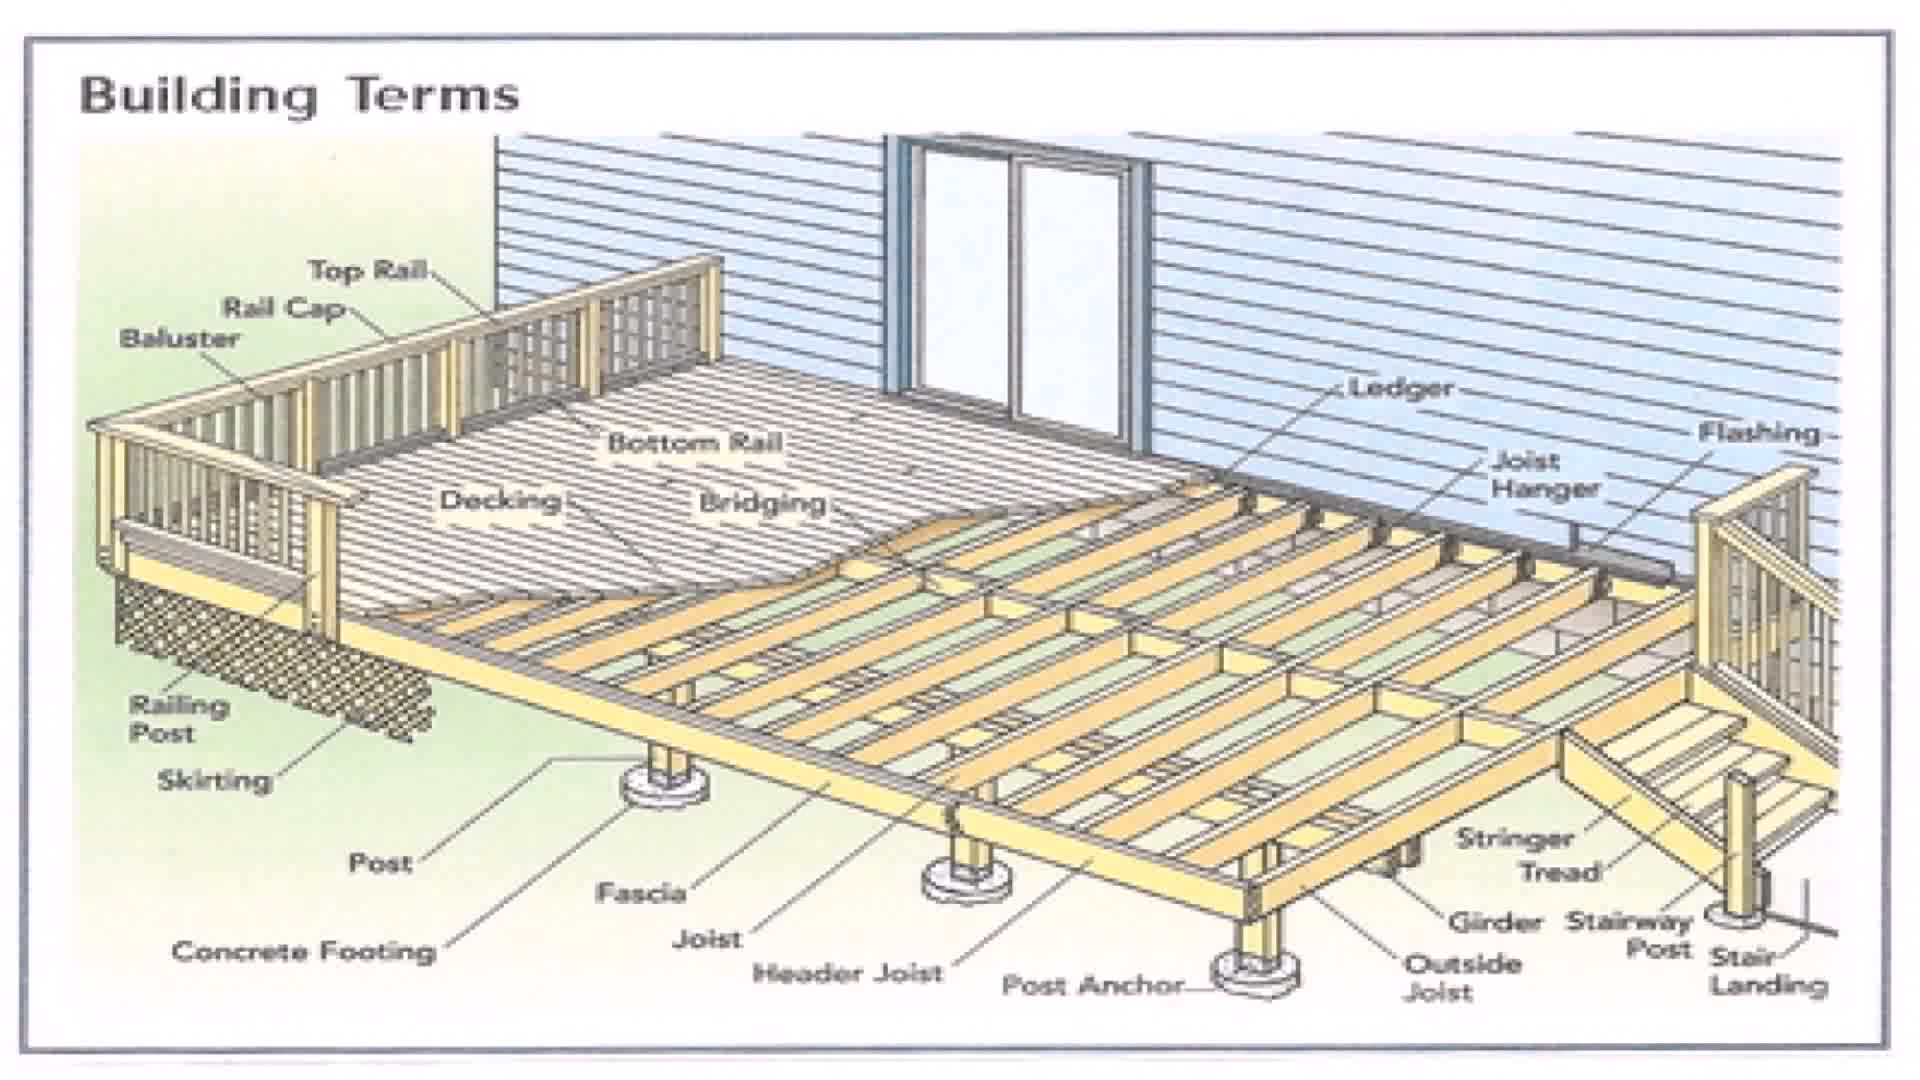 Building Terms
Top Rail
Rail Cap
Baluster
Ledger
Flashing
Bottom Rail
Joist
Hanger
Decking
Bridging
Railing
Post
Skirting
Post
Fascia
Stringer
Tread
Concrete Footing
Joist
Header Joist
Post Anchor
Girder
Outside
Joist
Stairway
Post
Stair
Landing